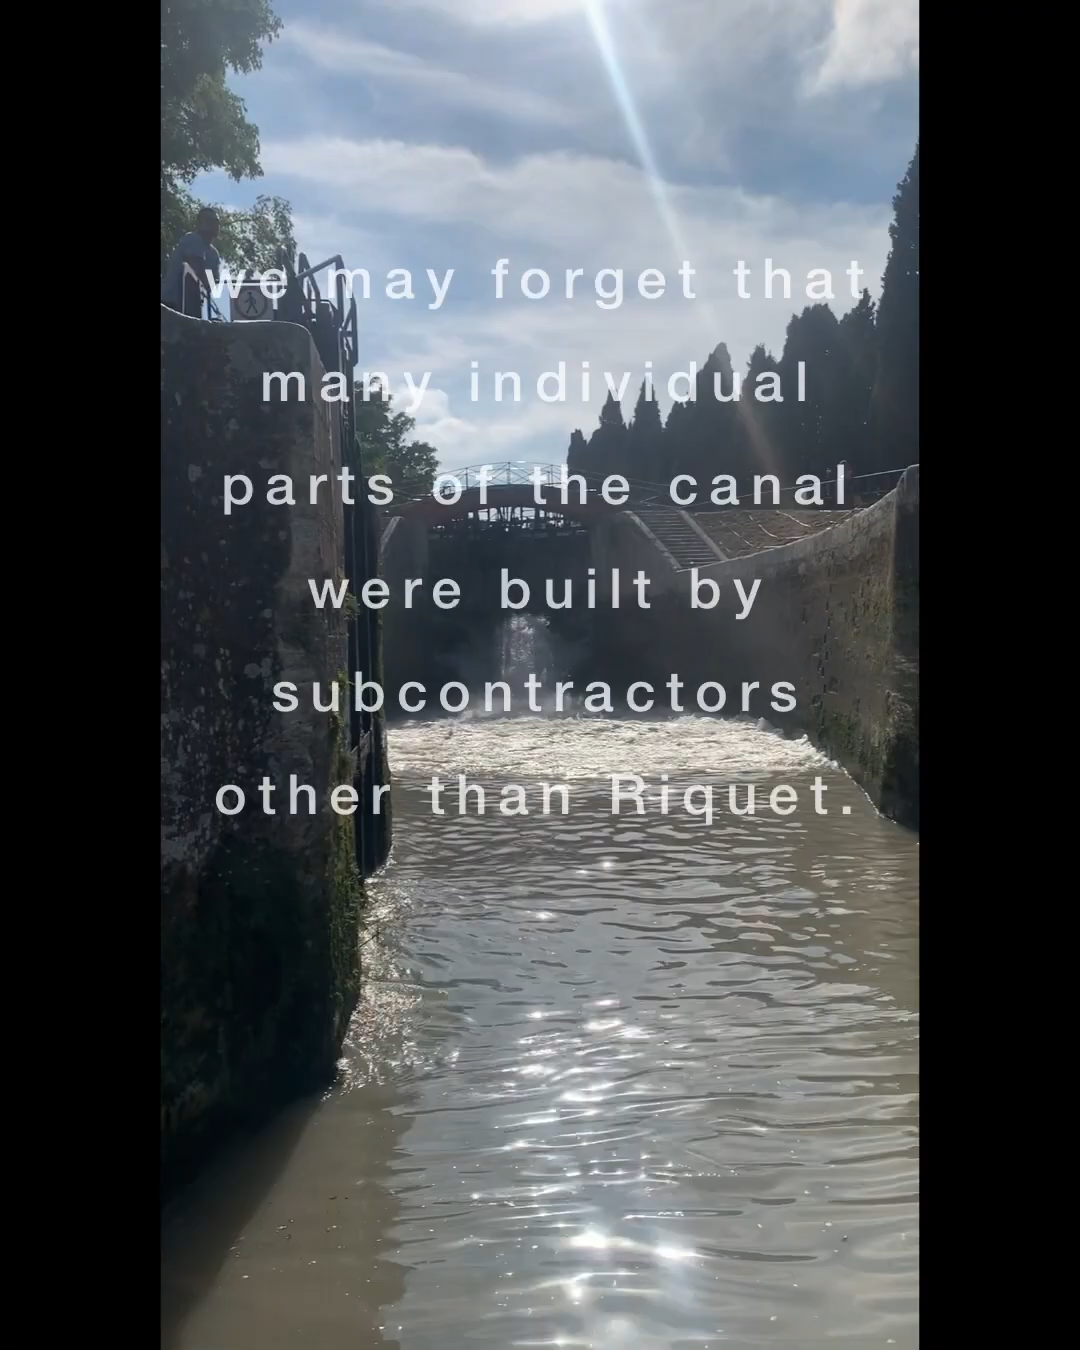 we may forget that
many individual
parts of the canal
were built by
subcontractors
other than Riquet.